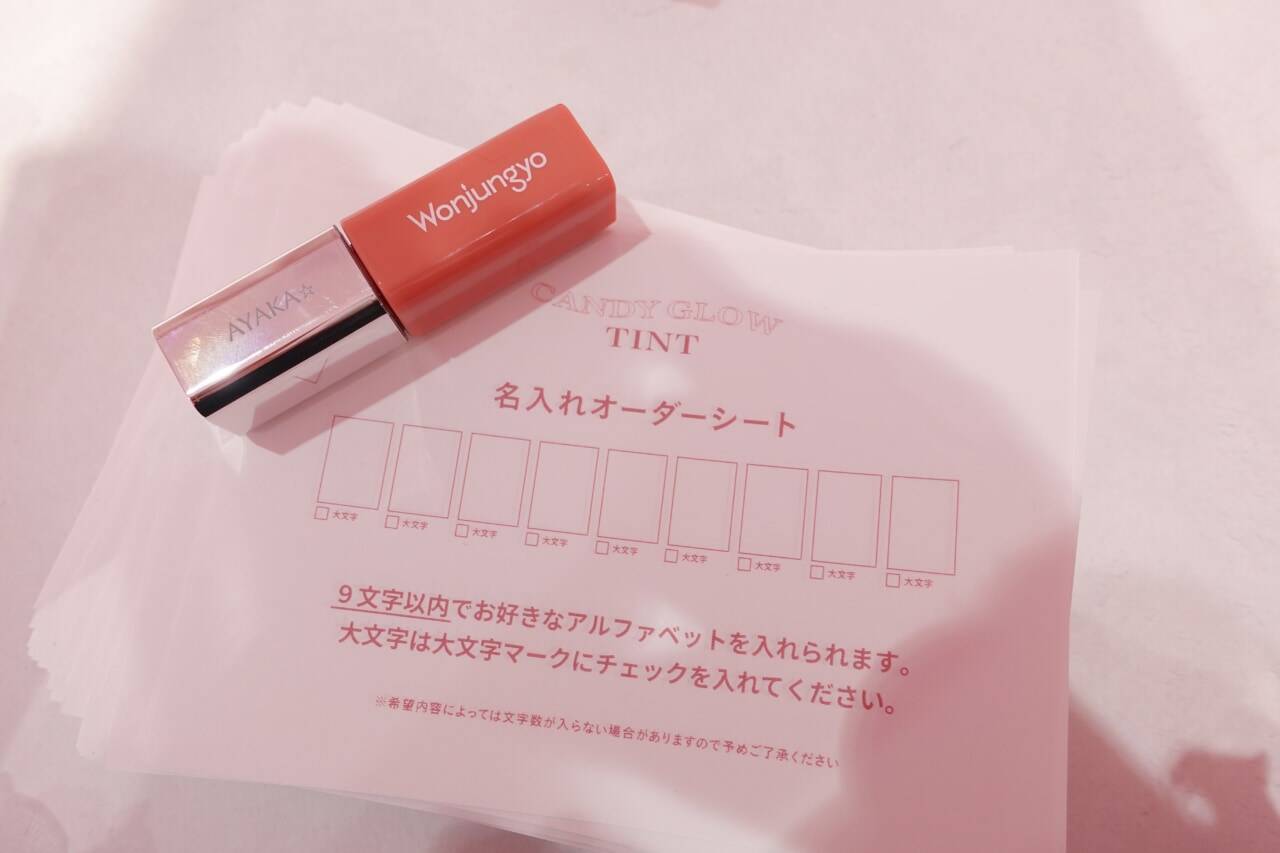 Wonjungyo
AYAKA☆
CANDY GLOW
TINT
名入れオーダーシート
大文字 大文字 大文字 大文字 大文字 大文字 大文字 大文字 大文字
9文字以内でお好きなアルファベットを入れられます。
大文字は大文字マークにチェックを入れてください。
※希望内容によっては文字数が入らない場合がありますので予めご了承ください